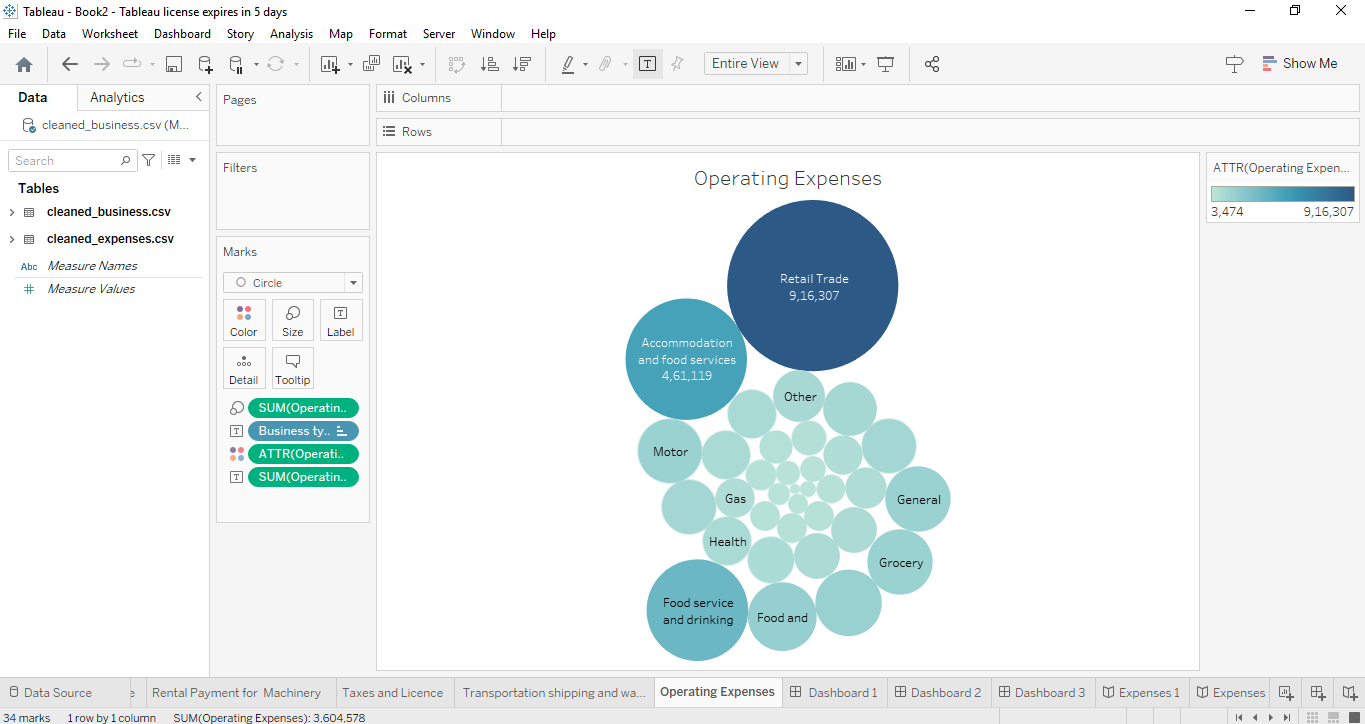 Tableau - Book2 - Tableau license expires in 5 days
File Data Worksheet Dashboard Story Analysis Map Format Server Window Help
Entire View
Show Me
Data Analytics
cleaned_business.csv (M...
Search
Tables
cleaned_business.csv
cleaned_expenses.csv
Abc Measure Names
Measure Values
Pages
Filters
Marks
Circle
Color Size Label
Detail Tooltip
SUM(Operatin..
Business ty..
ATTR(Operati..
SUM(Operatin..
Columns
Rows
Operating Expenses
Retail Trade
9,16,307
Accommodation
and food services
4,61,119
Other
Motor
Gas
General
Health
Grocery
Food service
and drinking
Food and
ATTR(Operating Expen...
3,474 9,16,307
Data Source e Rental Payment for Machinery Taxes and Licence Transportation shipping and wa... Operating Expenses Dashboard 1 Dashboard 2 Dashboard 3 Expenses 1 Expenses
34 marks 1 row by 1 column SUM(Operating Expenses): 3,604,578